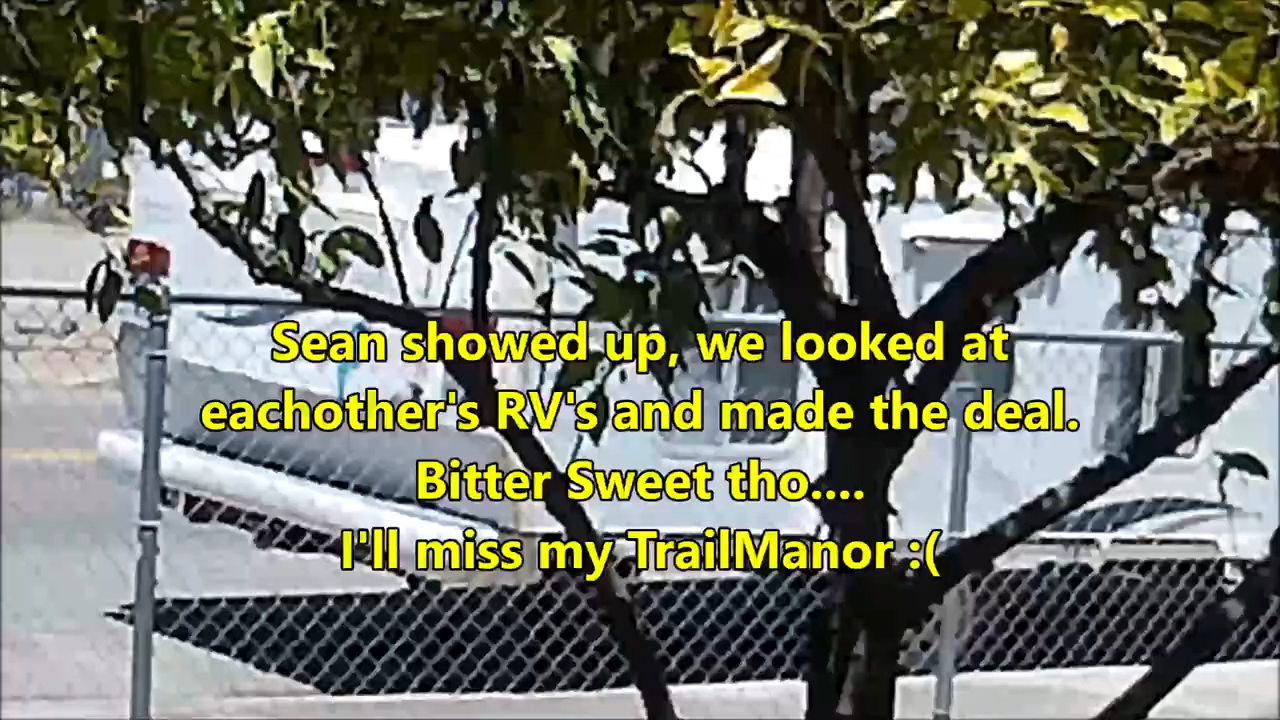 Sean showed up, we looked at
eachother's RV's and made the deal.
Bitter Sweet tho....
I'll miss my TrailManor :(